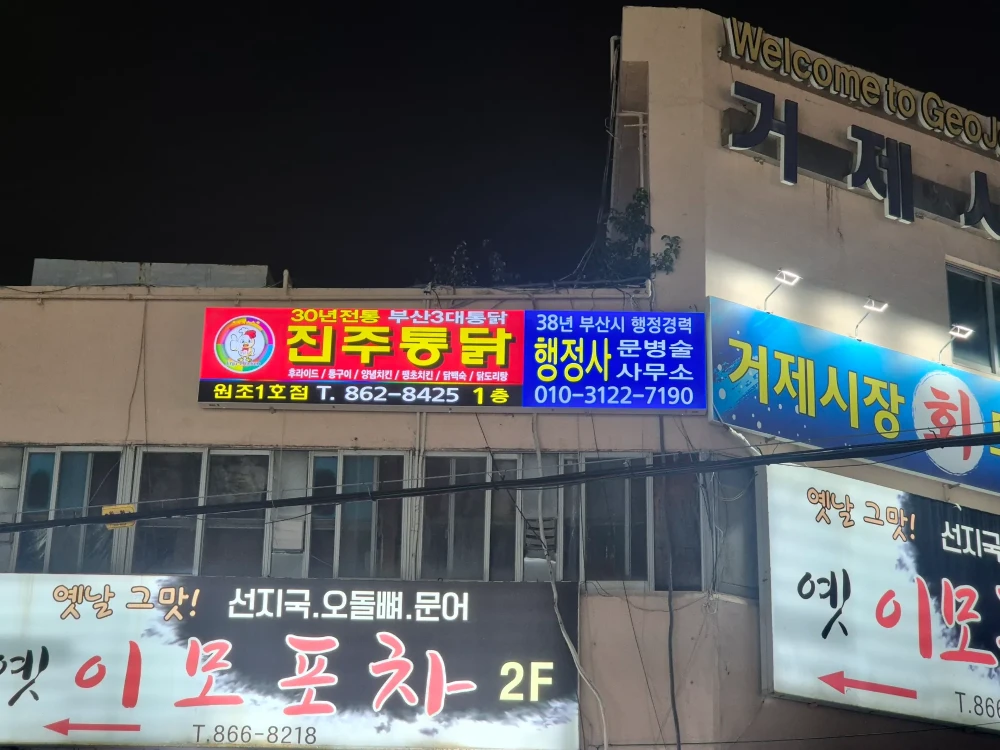 Welcome to GeoJ
거제시
30년전통 부산3대통닭
진주통닭
후라이드 / 통구이 / 양념치킨 / 땡초치킨 / 닭백숙 / 닭도리탕
원조1호점 T. 862-8425 1층
38년 부산시 행정경력
행정사 문병술
사무소
010-3122-7190
거제시장 회
옛날 그맛! 선지국.오돌뼈.문어
옛 이모포차 2F
T.866-8218
옛날 그맛! 선지국
옛 이모
T.866